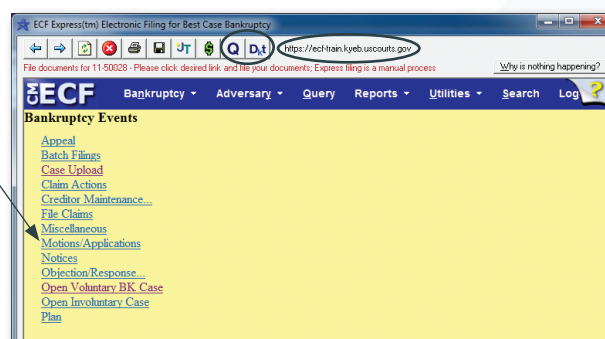 ECF Express(tm) Electronic Filing for Best Case Bankruptcy
UT $ Q Dkt https://ecf-train.kyeb.uscourts.gov
File documents for 11-50028 - Please click desired link and file your documents; Express filing is a manual process Why is nothing happening?
CM ECF Bankruptcy Adversary Query Reports Utilities Search Log ?
Bankruptcy Events
Appeal
Batch Filings
Case Upload
Claim Actions
Creditor Maintenance...
File Claims
Miscellaneous
Motions/Applications
Notices
Objection/Response...
Open Voluntary BK Case
Open Involuntary Case
Plan